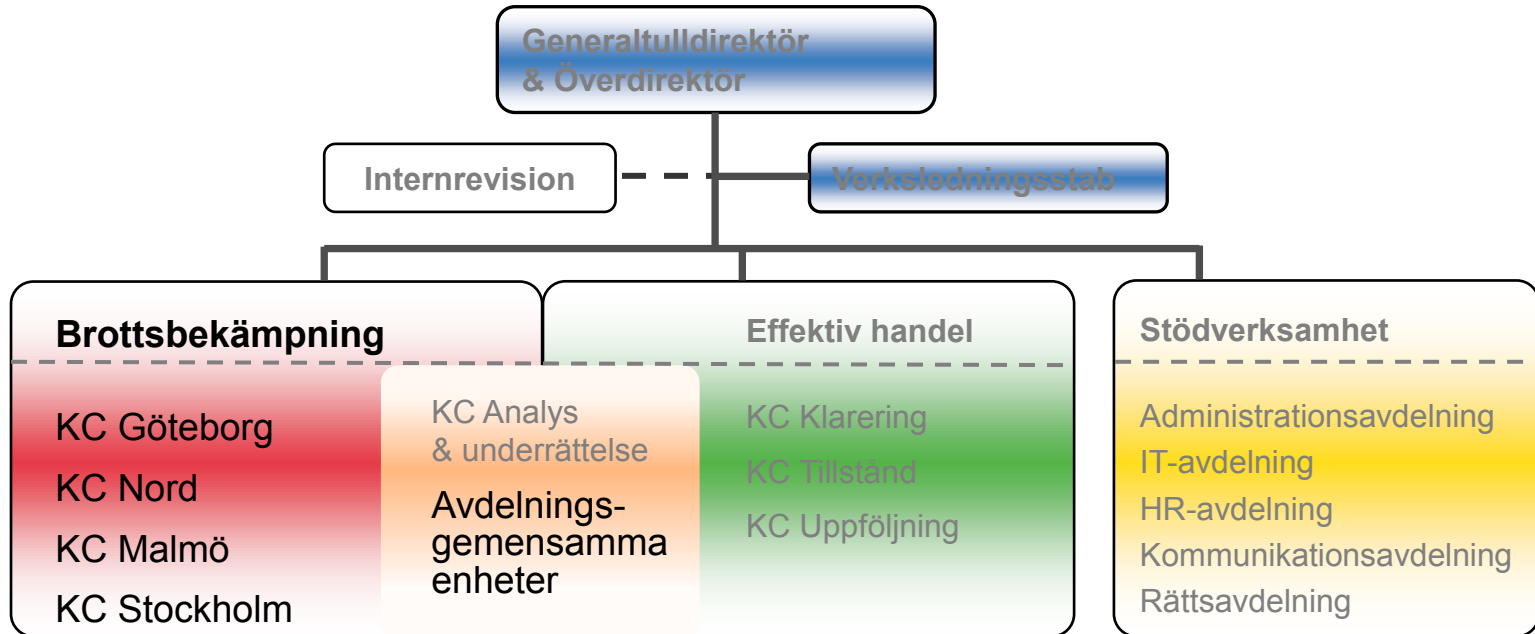 Generaltulldirektör
& Överdirektör
Internrevision
Verksledningsstab
Brottsbekämpning
KC Göteborg
KC Nord
KC Malmö
KC Stockholm
KC Analys
& underrättelse
Avdelnings-
gemensamma
enheter
Effektiv handel
KC Klarering
KC Tillstånd
KC Uppföljning
Stödverksamhet
Administrationsavdelning
IT-avdelning
HR-avdelning
Kommunikationsavdelning
Rättsavdelning